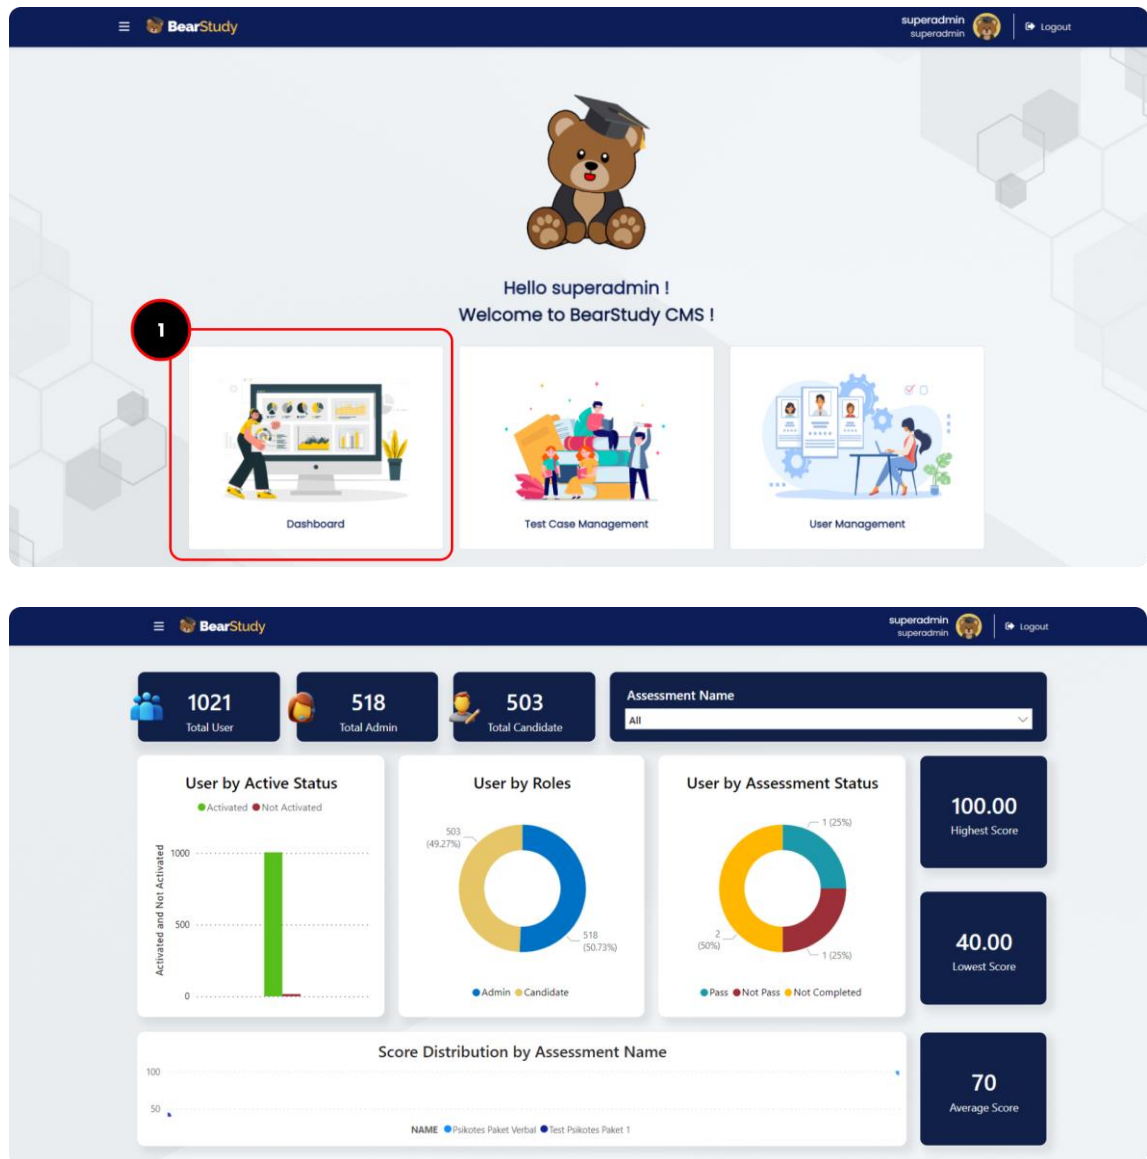 BearStudy
superadmin
superadmin
Logout
Hello superadmin !
Welcome to BearStudy CMS !
1
Dashboard
Test Case Management
User Management
BearStudy
superadmin
superadmin
Logout
1021
Total User
518
Total Admin
503
Total Candidate
Assessment Name
All
User by Active Status
Activated Not Activated
Activated and Not Activated
1000
500
0
User by Roles
503
(49.27%)
518
(50.73%)
Admin Candidate
User by Assessment Status
1 (25%)
2
(50%)
1 (25%)
Pass Not Pass Not Completed
100.00
Highest Score
40.00
Lowest Score
Score Distribution by Assessment Name
100
50
NAME Psikotes Paket Verbal Test Psikotes Paket 1
70
Average Score